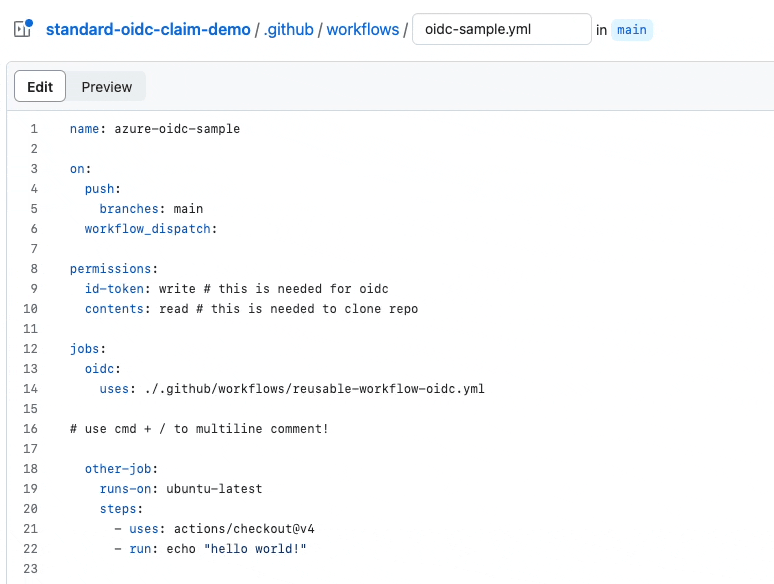 standard-oidc-claim-demo / .github / workflows / oidc-sample.yml in main
Edit Preview
1 name: azure-oidc-sample
2
3 on:
4   push:
5     branches: main
6   workflow_dispatch:
7
8 permissions:
9   id-token: write # this is needed for oidc
10   contents: read # this is needed to clone repo
11
12 jobs:
13   oidc:
14     uses: ./.github/workflows/reusable-workflow-oidc.yml
15
16 # use cmd + / to multiline comment!
17
18   other-job:
19     runs-on: ubuntu-latest
20     steps:
21       - uses: actions/checkout@v4
22       - run: echo "hello world!"
23